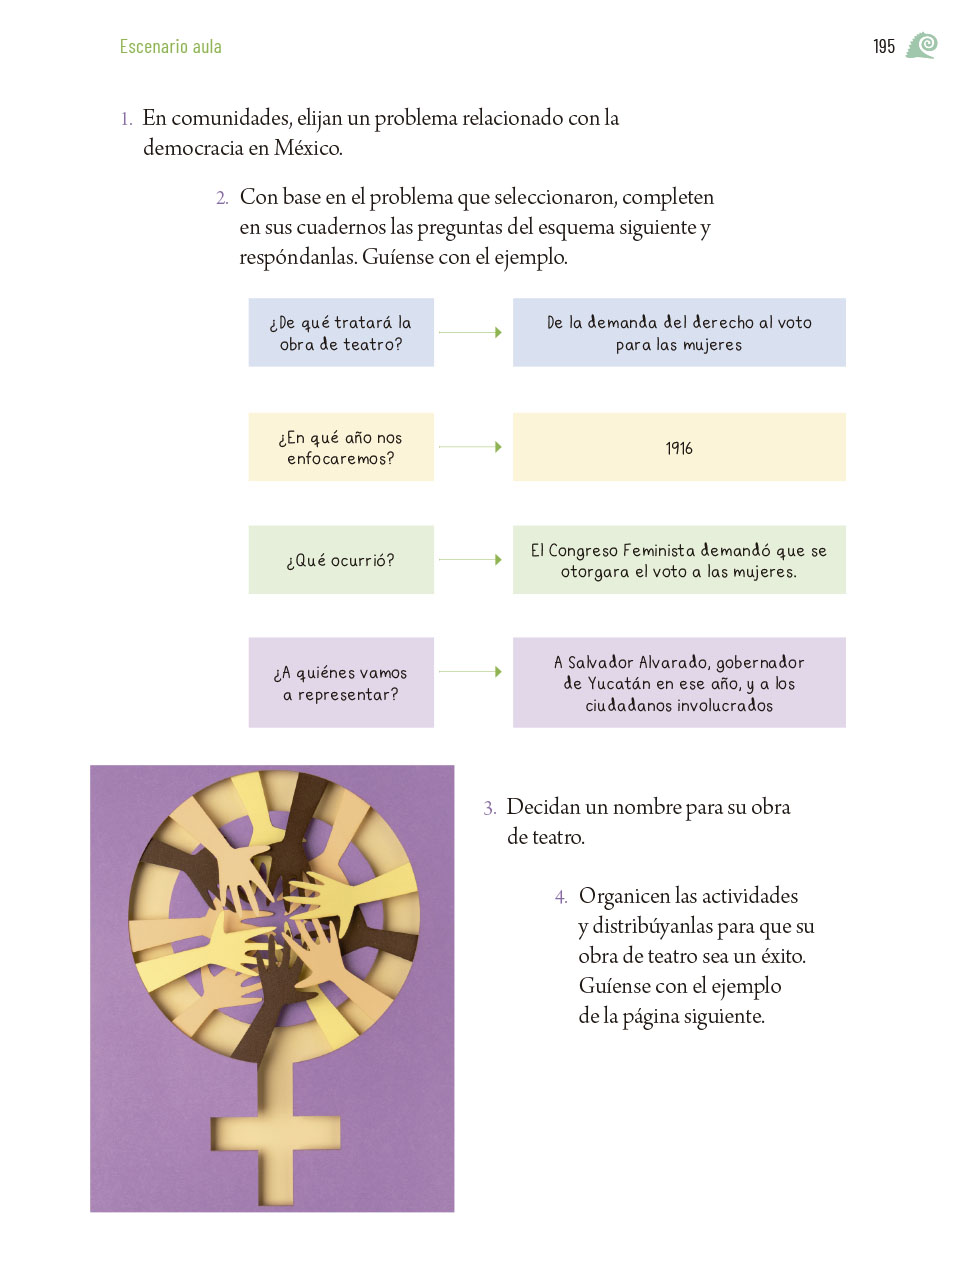 Escenario aula
195
1. En comunidades, elijan un problema relacionado con la
democracia en México.
2. Con base en el problema que seleccionaron, completen
en sus cuadernos las preguntas del esquema siguiente y
respóndanlas. Guíense con el ejemplo.
¿De qué tratará la
obra de teatro?
De la demanda del derecho al voto
para las mujeres
¿En qué año nos
enfocaremos?
1916
¿Qué ocurrió?
El Congreso Feminista demandó que se
otorgara el voto a las mujeres.
¿A quiénes vamos
a representar?
A Salvador Alvarado, gobernador
de Yucatán en ese año, y a los
ciudadanos involucrados
3. Decidan un nombre para su obra
de teatro.
4. Organicen las actividades
y distribúyanlas para que su
obra de teatro sea un éxito.
Guíense con el ejemplo
de la página siguiente.